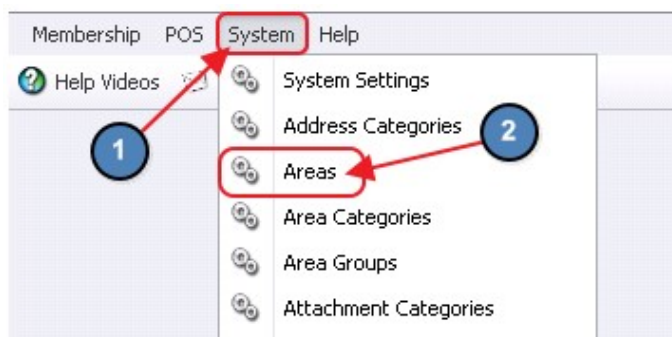 Membership POS System Help
Help Videos
System Settings
Address Categories
Areas
Area Categories
Area Groups
Attachment Categories
1
2